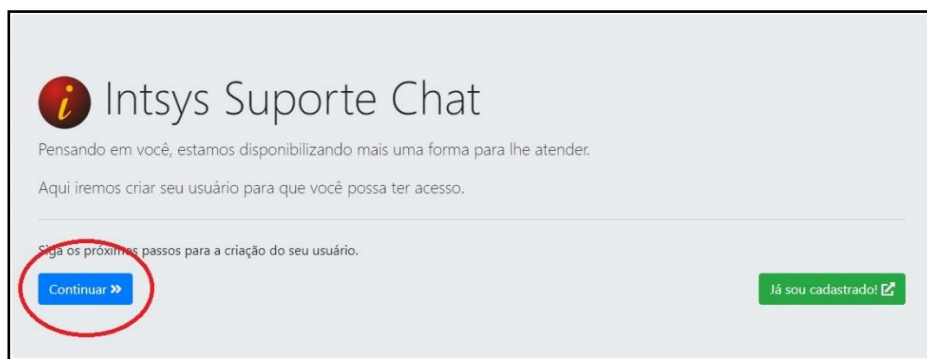 i Intsys Suporte Chat
Pensando em você, estamos disponibilizando mais uma forma para lhe atender.
Aqui iremos criar seu usuário para que você possa ter acesso.
Siga os próximos passos para a criação do seu usuário.
Continuar »
Já sou cadastrado!